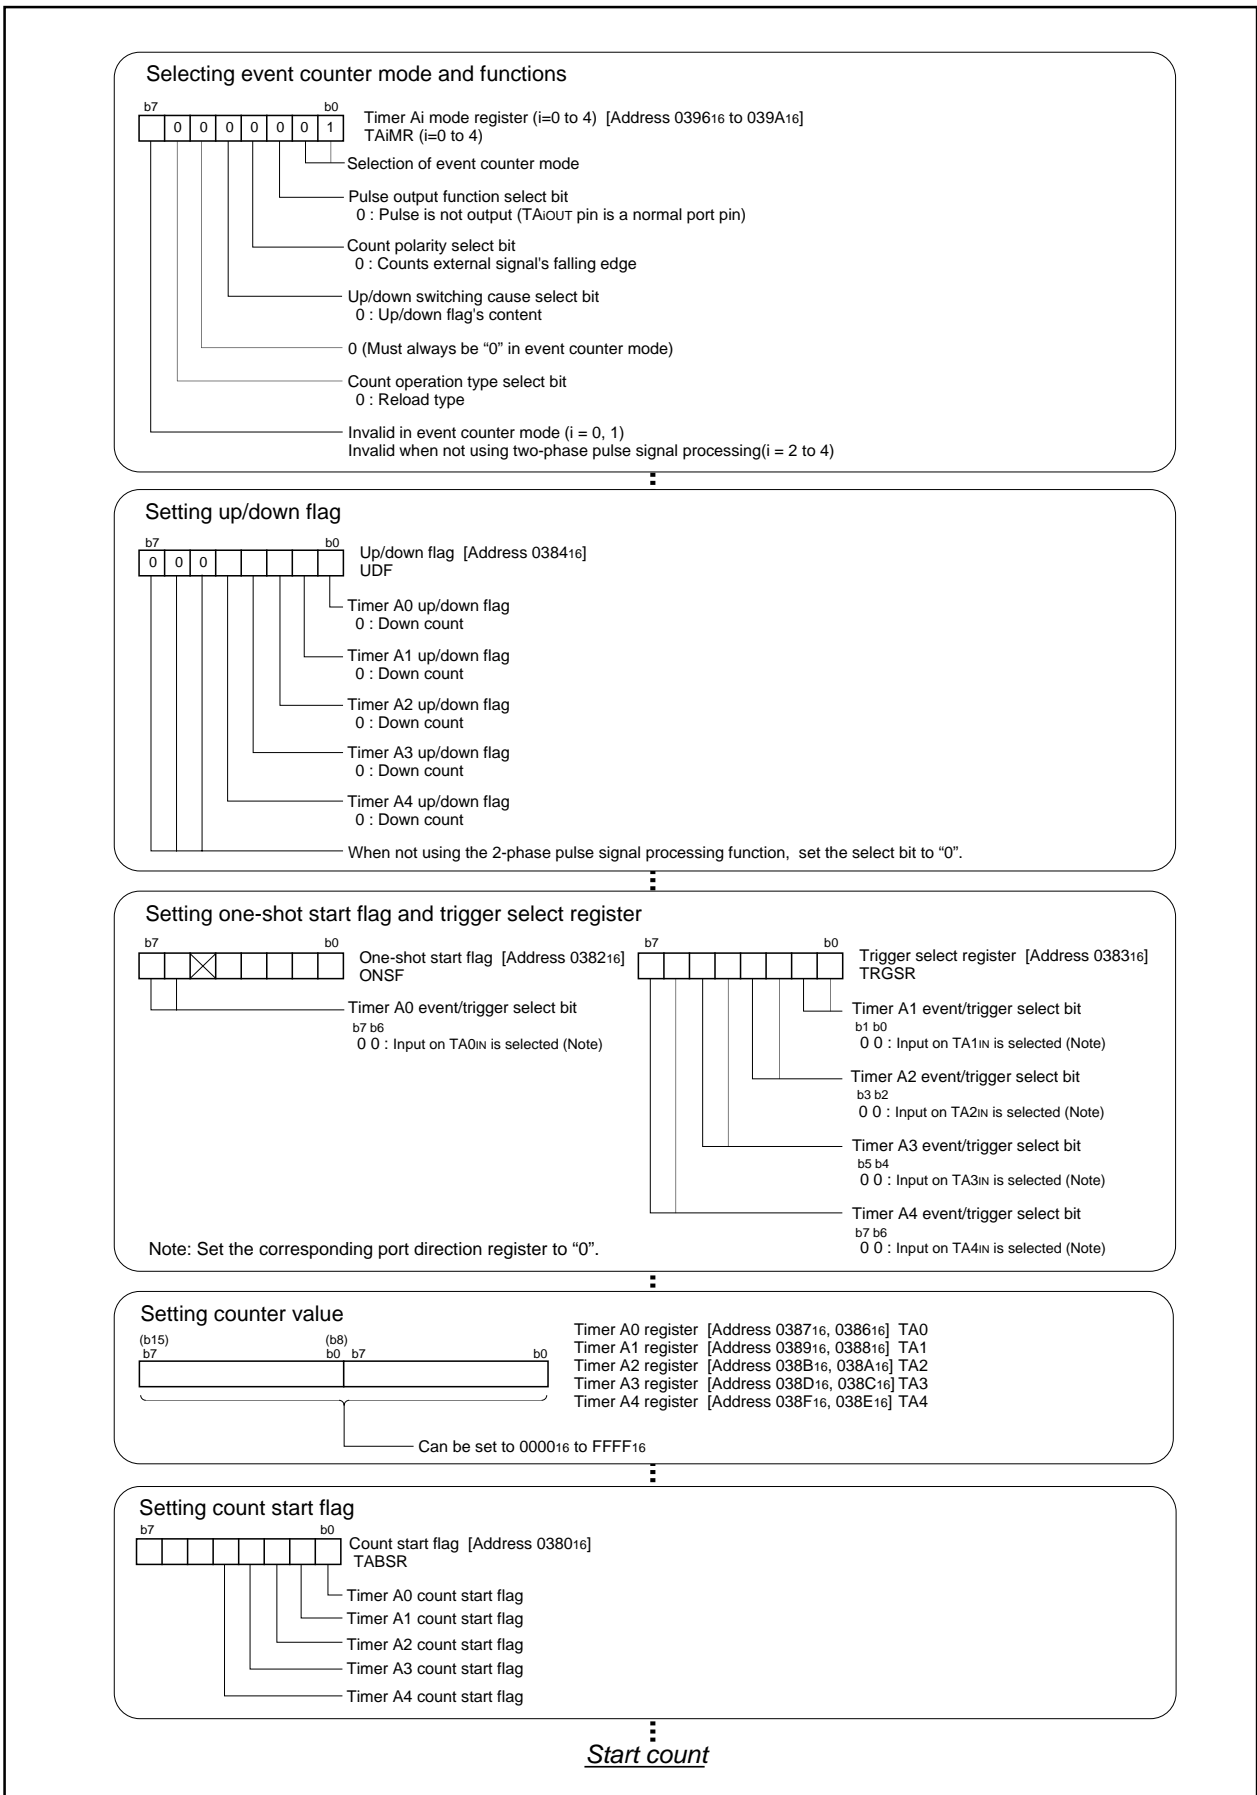 Selecting event counter mode and functions
b7 b0
0 0 0 0 0 0 1
Timer Ai mode register (i=0 to 4) [Address 039616 to 039A16]
TAiMR (i=0 to 4)
Selection of event counter mode
Pulse output function select bit
0 : Pulse is not output (TAiOUT pin is a normal port pin)
Count polarity select bit
0 : Counts external signal's falling edge
Up/down switching cause select bit
0 : Up/down flag's content
0 (Must always be “0” in event counter mode)
Count operation type select bit
0 : Reload type
Invalid in event counter mode (i = 0, 1)
Invalid when not using two-phase pulse signal processing(i = 2 to 4)
Setting up/down flag
b7 b0
0 0 0
Up/down flag [Address 038416]
UDF
Timer A0 up/down flag
0 : Down count
Timer A1 up/down flag
0 : Down count
Timer A2 up/down flag
0 : Down count
Timer A3 up/down flag
0 : Down count
Timer A4 up/down flag
0 : Down count
When not using the 2-phase pulse signal processing function, set the select bit to “0”.
Setting one-shot start flag and trigger select register
b7 b0
One-shot start flag [Address 038216]
ONSF
Timer A0 event/trigger select bit
b7 b6
0 0 : Input on TA0IN is selected (Note)
b7 b0
Trigger select register [Address 038316]
TRGSR
Timer A1 event/trigger select bit
b1 b0
0 0 : Input on TA1IN is selected (Note)
Timer A2 event/trigger select bit
b3 b2
0 0 : Input on TA2IN is selected (Note)
Timer A3 event/trigger select bit
b5 b4
0 0 : Input on TA3IN is selected (Note)
Timer A4 event/trigger select bit
b7 b6
0 0 : Input on TA4IN is selected (Note)
Note: Set the corresponding port direction register to “0”.
Setting counter value
(b15) (b8)
b7 b0 b7 b0
Timer A0 register [Address 038716, 038616] TA0
Timer A1 register [Address 038916, 038816] TA1
Timer A2 register [Address 038B16, 038A16] TA2
Timer A3 register [Address 038D16, 038C16] TA3
Timer A4 register [Address 038F16, 038E16] TA4
Can be set to 000016 to FFFF16
Setting count start flag
b7 b0
Count start flag [Address 038016]
TABSR
Timer A0 count start flag
Timer A1 count start flag
Timer A2 count start flag
Timer A3 count start flag
Timer A4 count start flag
Start count